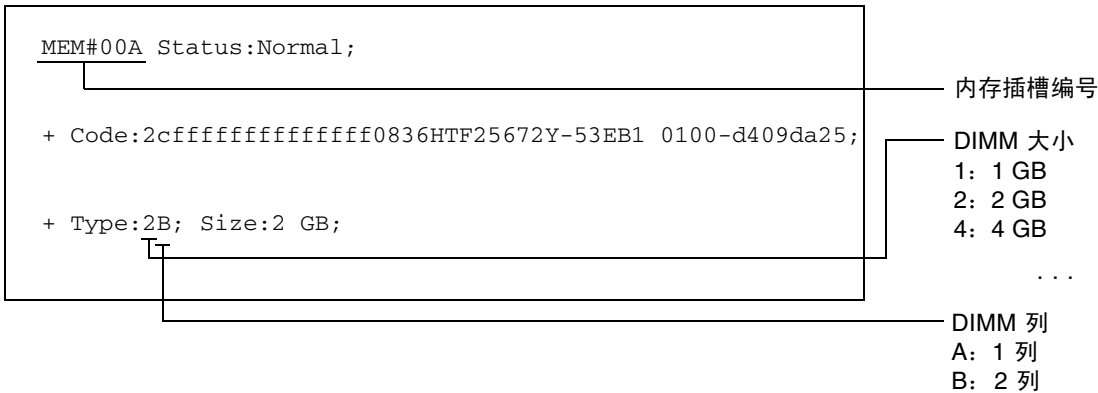 MEM#00A Status:Normal;
内存插槽编号
+ Code:2cffffffffffffff0836HTF25672Y-53EB1 0100-d409da25;
DIMM 大小
1：1 GB
2：2 GB
4：4 GB
+ Type:2B; Size:2 GB;
. . .
DIMM 列
A：1 列
B：2 列